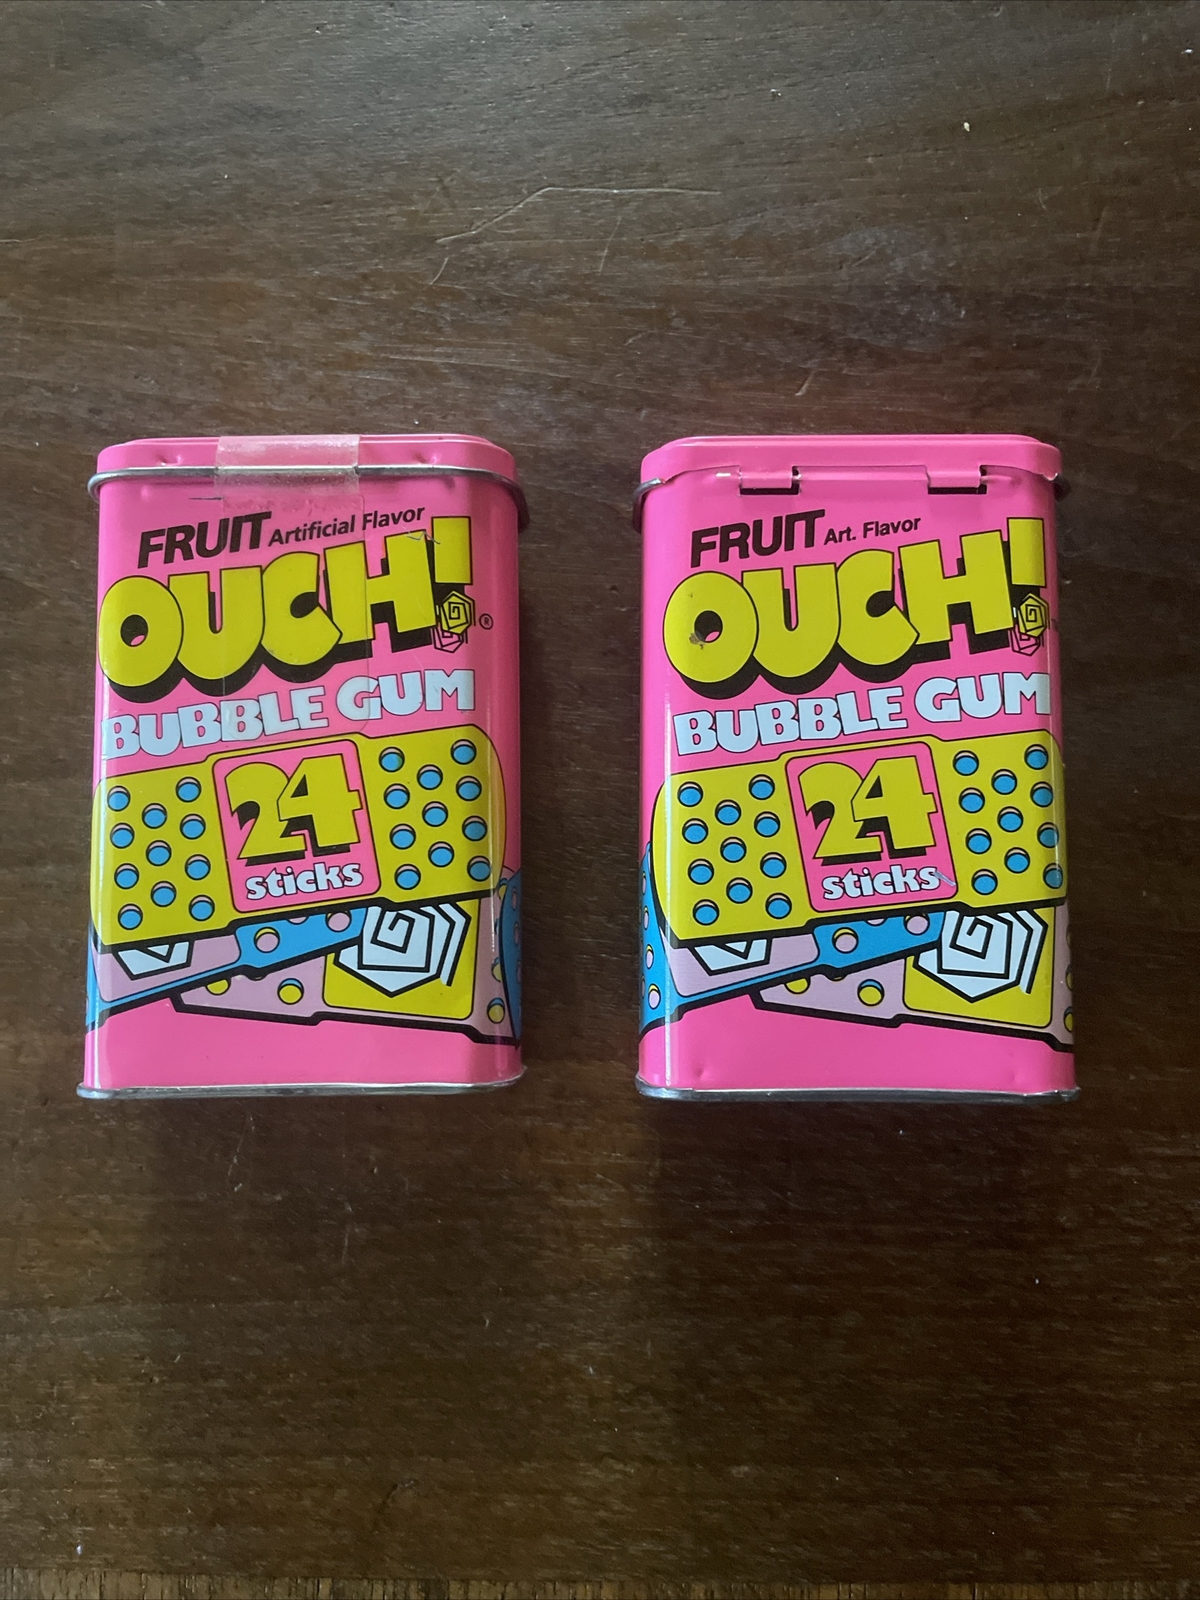 FRUIT Artificial Flavor
OUCH!®
BUBBLE GUM
24
sticks
FRUIT Art. Flavor
OUCH!
BUBBLE GUM
24
sticks